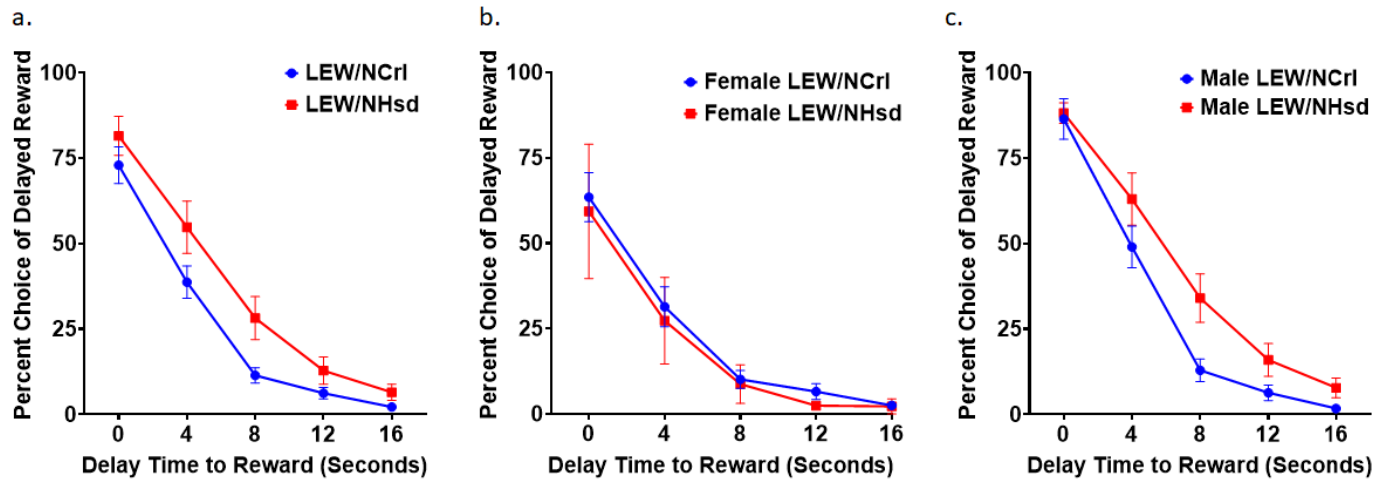 a.
Percent Choice of Delayed Reward
100
75
50
25
0
LEW/NCrl
LEW/NHsd
0 4 8 12 16
Delay Time to Reward (Seconds)
b.
Percent Choice of Delayed Reward
100
75
50
25
0
Female LEW/NCrl
Female LEW/NHsd
0 4 8 12 16
Delay Time to Reward (Seconds)
c.
Percent Choice of Delayed Reward
100
75
50
25
0
Male LEW/NCrl
Male LEW/NHsd
0 4 8 12 16
Delay Time to Reward (Seconds)